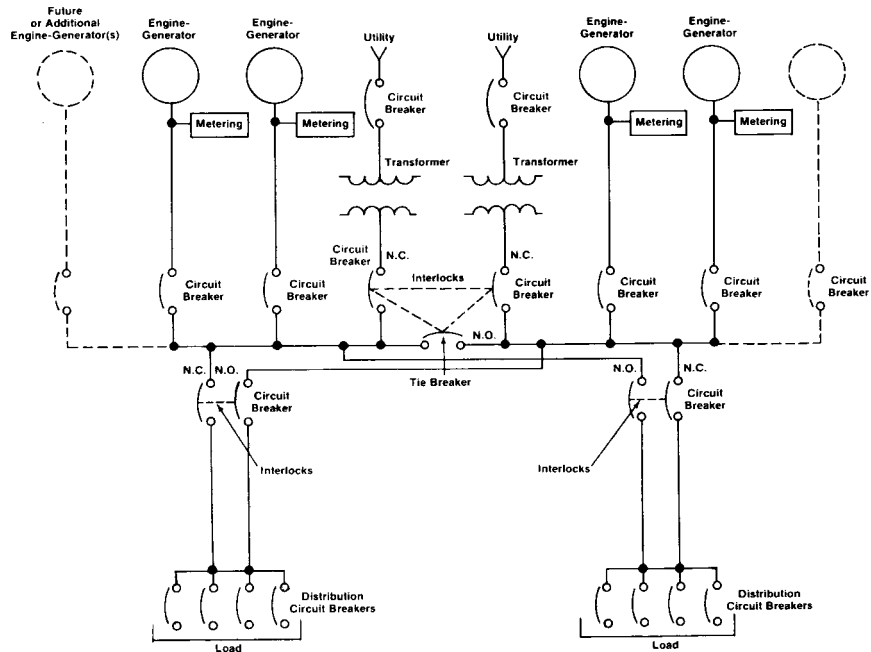 Future
or Additional
Engine-Generator(s)
Engine-
Generator
Engine-
Generator
Utility
Utility
Engine-
Generator
Engine-
Generator
Circuit
Breaker
Circuit
Breaker
Metering
Metering
Metering
Metering
Transformer
Transformer
Circuit
Breaker
N.C.
N.C.
Interlocks
Circuit
Breaker
Circuit
Breaker
Circuit
Breaker
Circuit
Breaker
Circuit
Breaker
Circuit
Breaker
N.O.
Tie Breaker
N.C.
N.O.
N.O.
N.C.
Circuit
Breaker
Circuit
Breaker
Interlocks
Interlocks
Distribution
Circuit Breakers
Distribution
Circuit Breakers
Load
Load